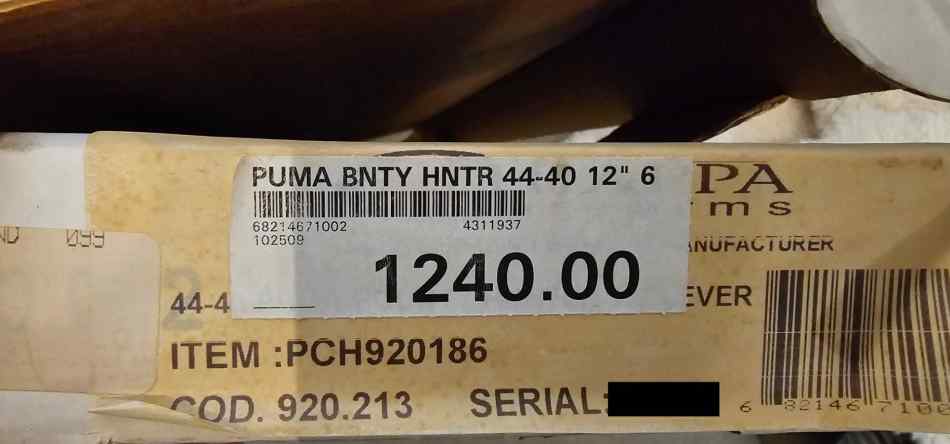 PUMA BNTY HNTR 44-40 12" 6
68214671002 4311937
102509
1240.00
PA
rms
ANUFACTURER
ND 099
44-4
EVER
ITEM :PCH920186
COD. 920.213 SERIAL:
6 82146 7100